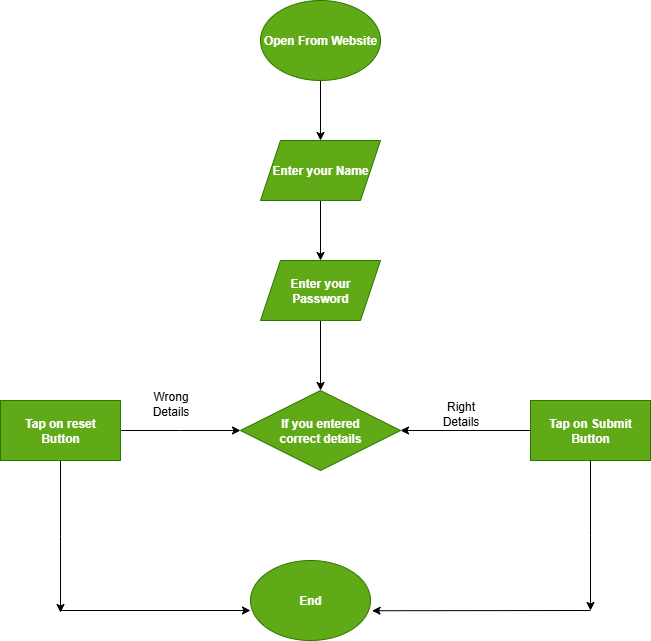 Open From Website
Enter your Name
Enter your
Password
Wrong
Details
Right
Details
Tap on reset
Button
If you entered
correct details
Tap on Submit
Button
End